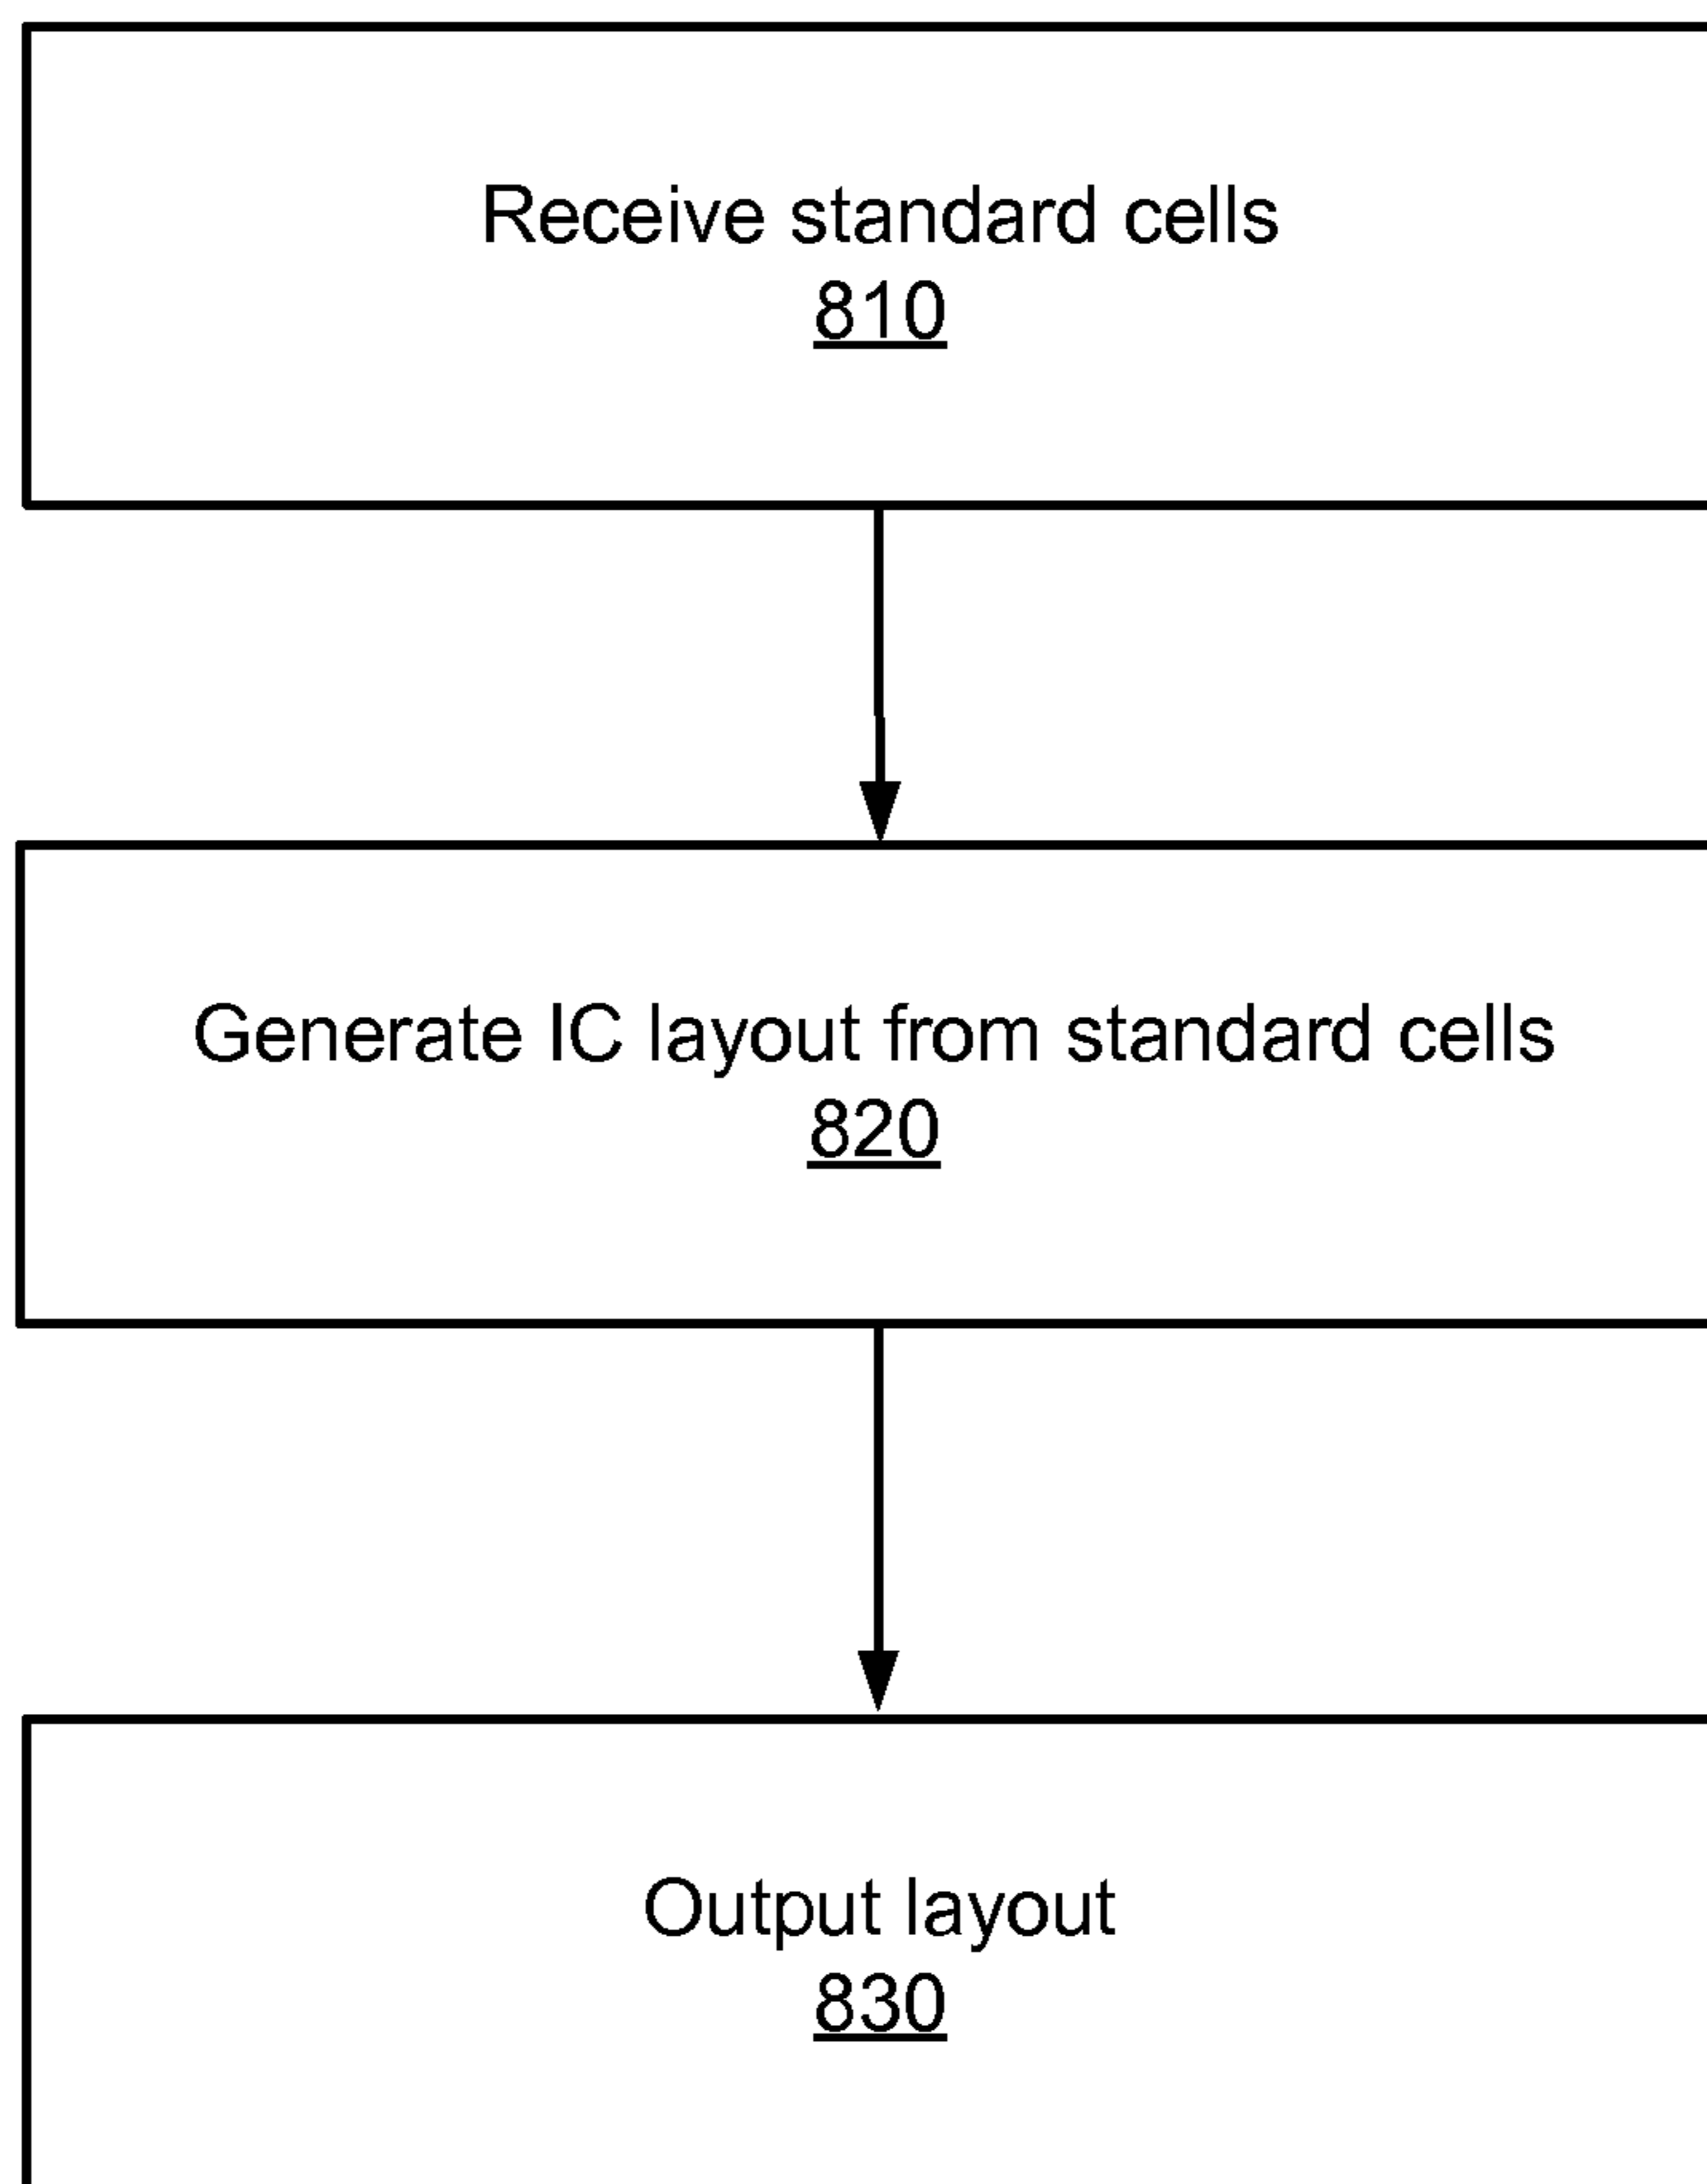 Receive standard cells
810
Generate IC layout from standard cells
820
Output layout
830